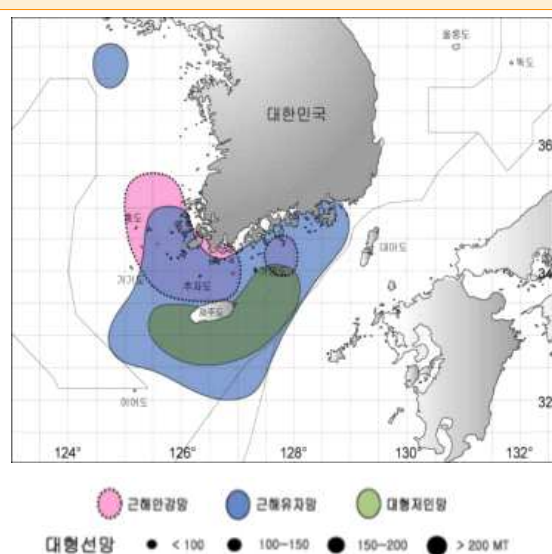 울릉도
독도
대한민국
36
홍도
대마도
34
가거도
추자도
제주도
이어도
32
124° 126° 128° 130° 132°
근해안강망 근해유자망 대형저인망
대형선망 < 100 100-150 150-200 > 200 MT